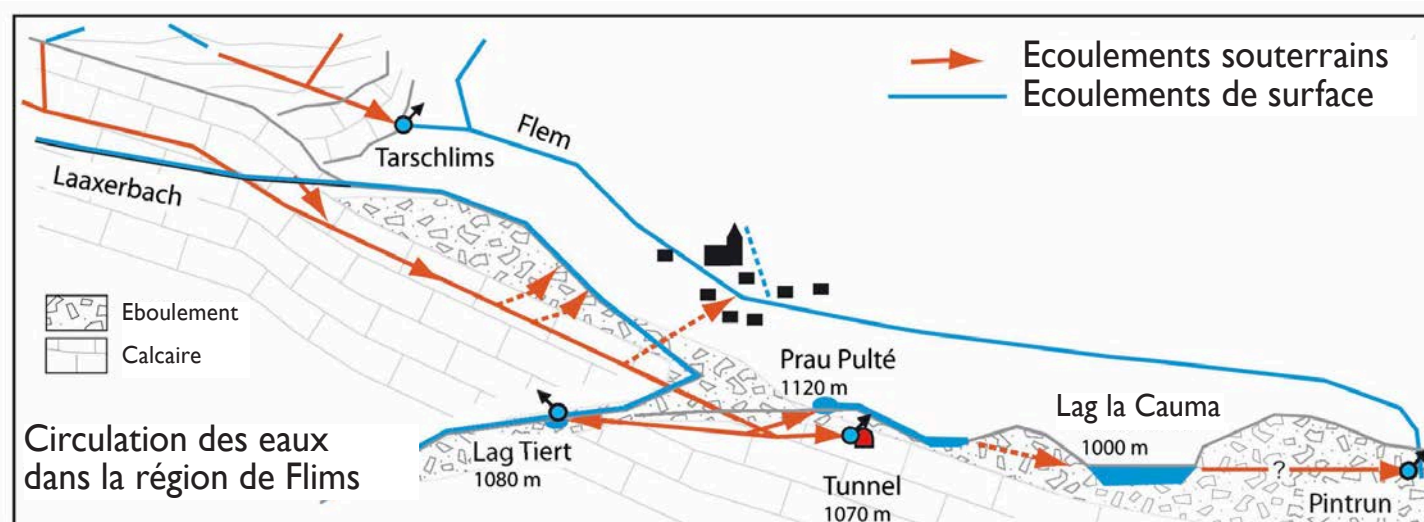 Ecoulements souterrains
Ecoulements de surface
Flem
Tarschlims
Laaxerbach
Eboulement
Calcaire
Prau Pulté
1120 m
Lag la Cauma
1000 m
Circulation des eaux
dans la région de Flims
Lag Tiert
1080 m
Tunnel
1070 m
?
Pintrun